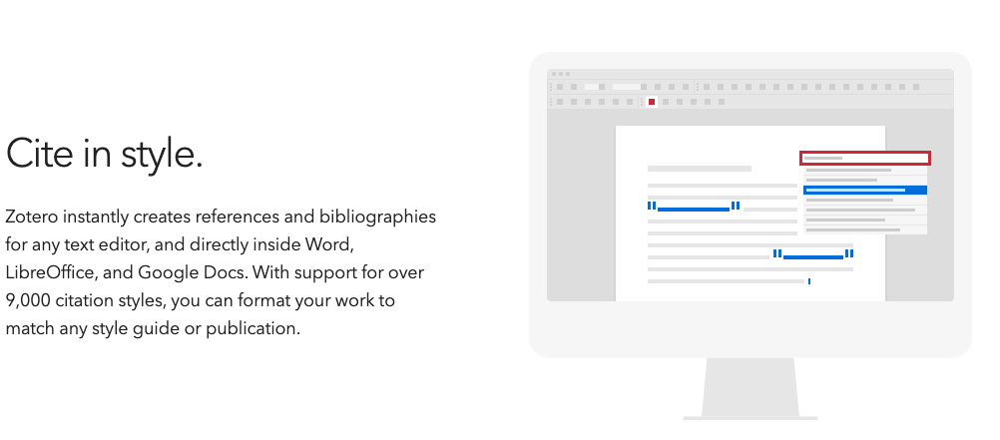 Cite in style.
Zotero instantly creates references and bibliographies
for any text editor, and directly inside Word,
LibreOffice, and Google Docs. With support for over
9,000 citation styles, you can format your work to
match any style guide or publication.